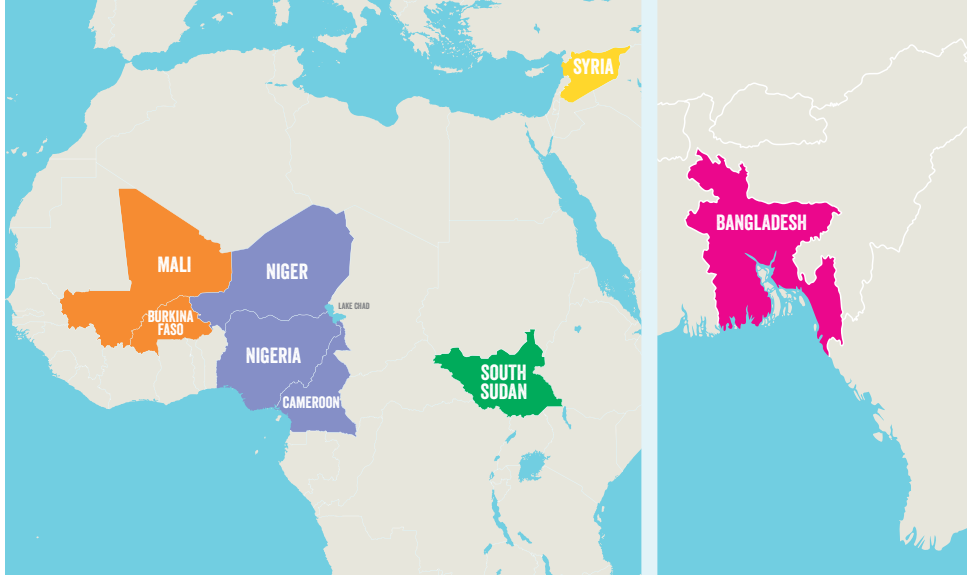 SYRIA
BANGLADESH
MALI
NIGER
LAKE CHAD
BURKINA
FASO
NIGERIA
SOUTH
SUDAN
CAMEROON